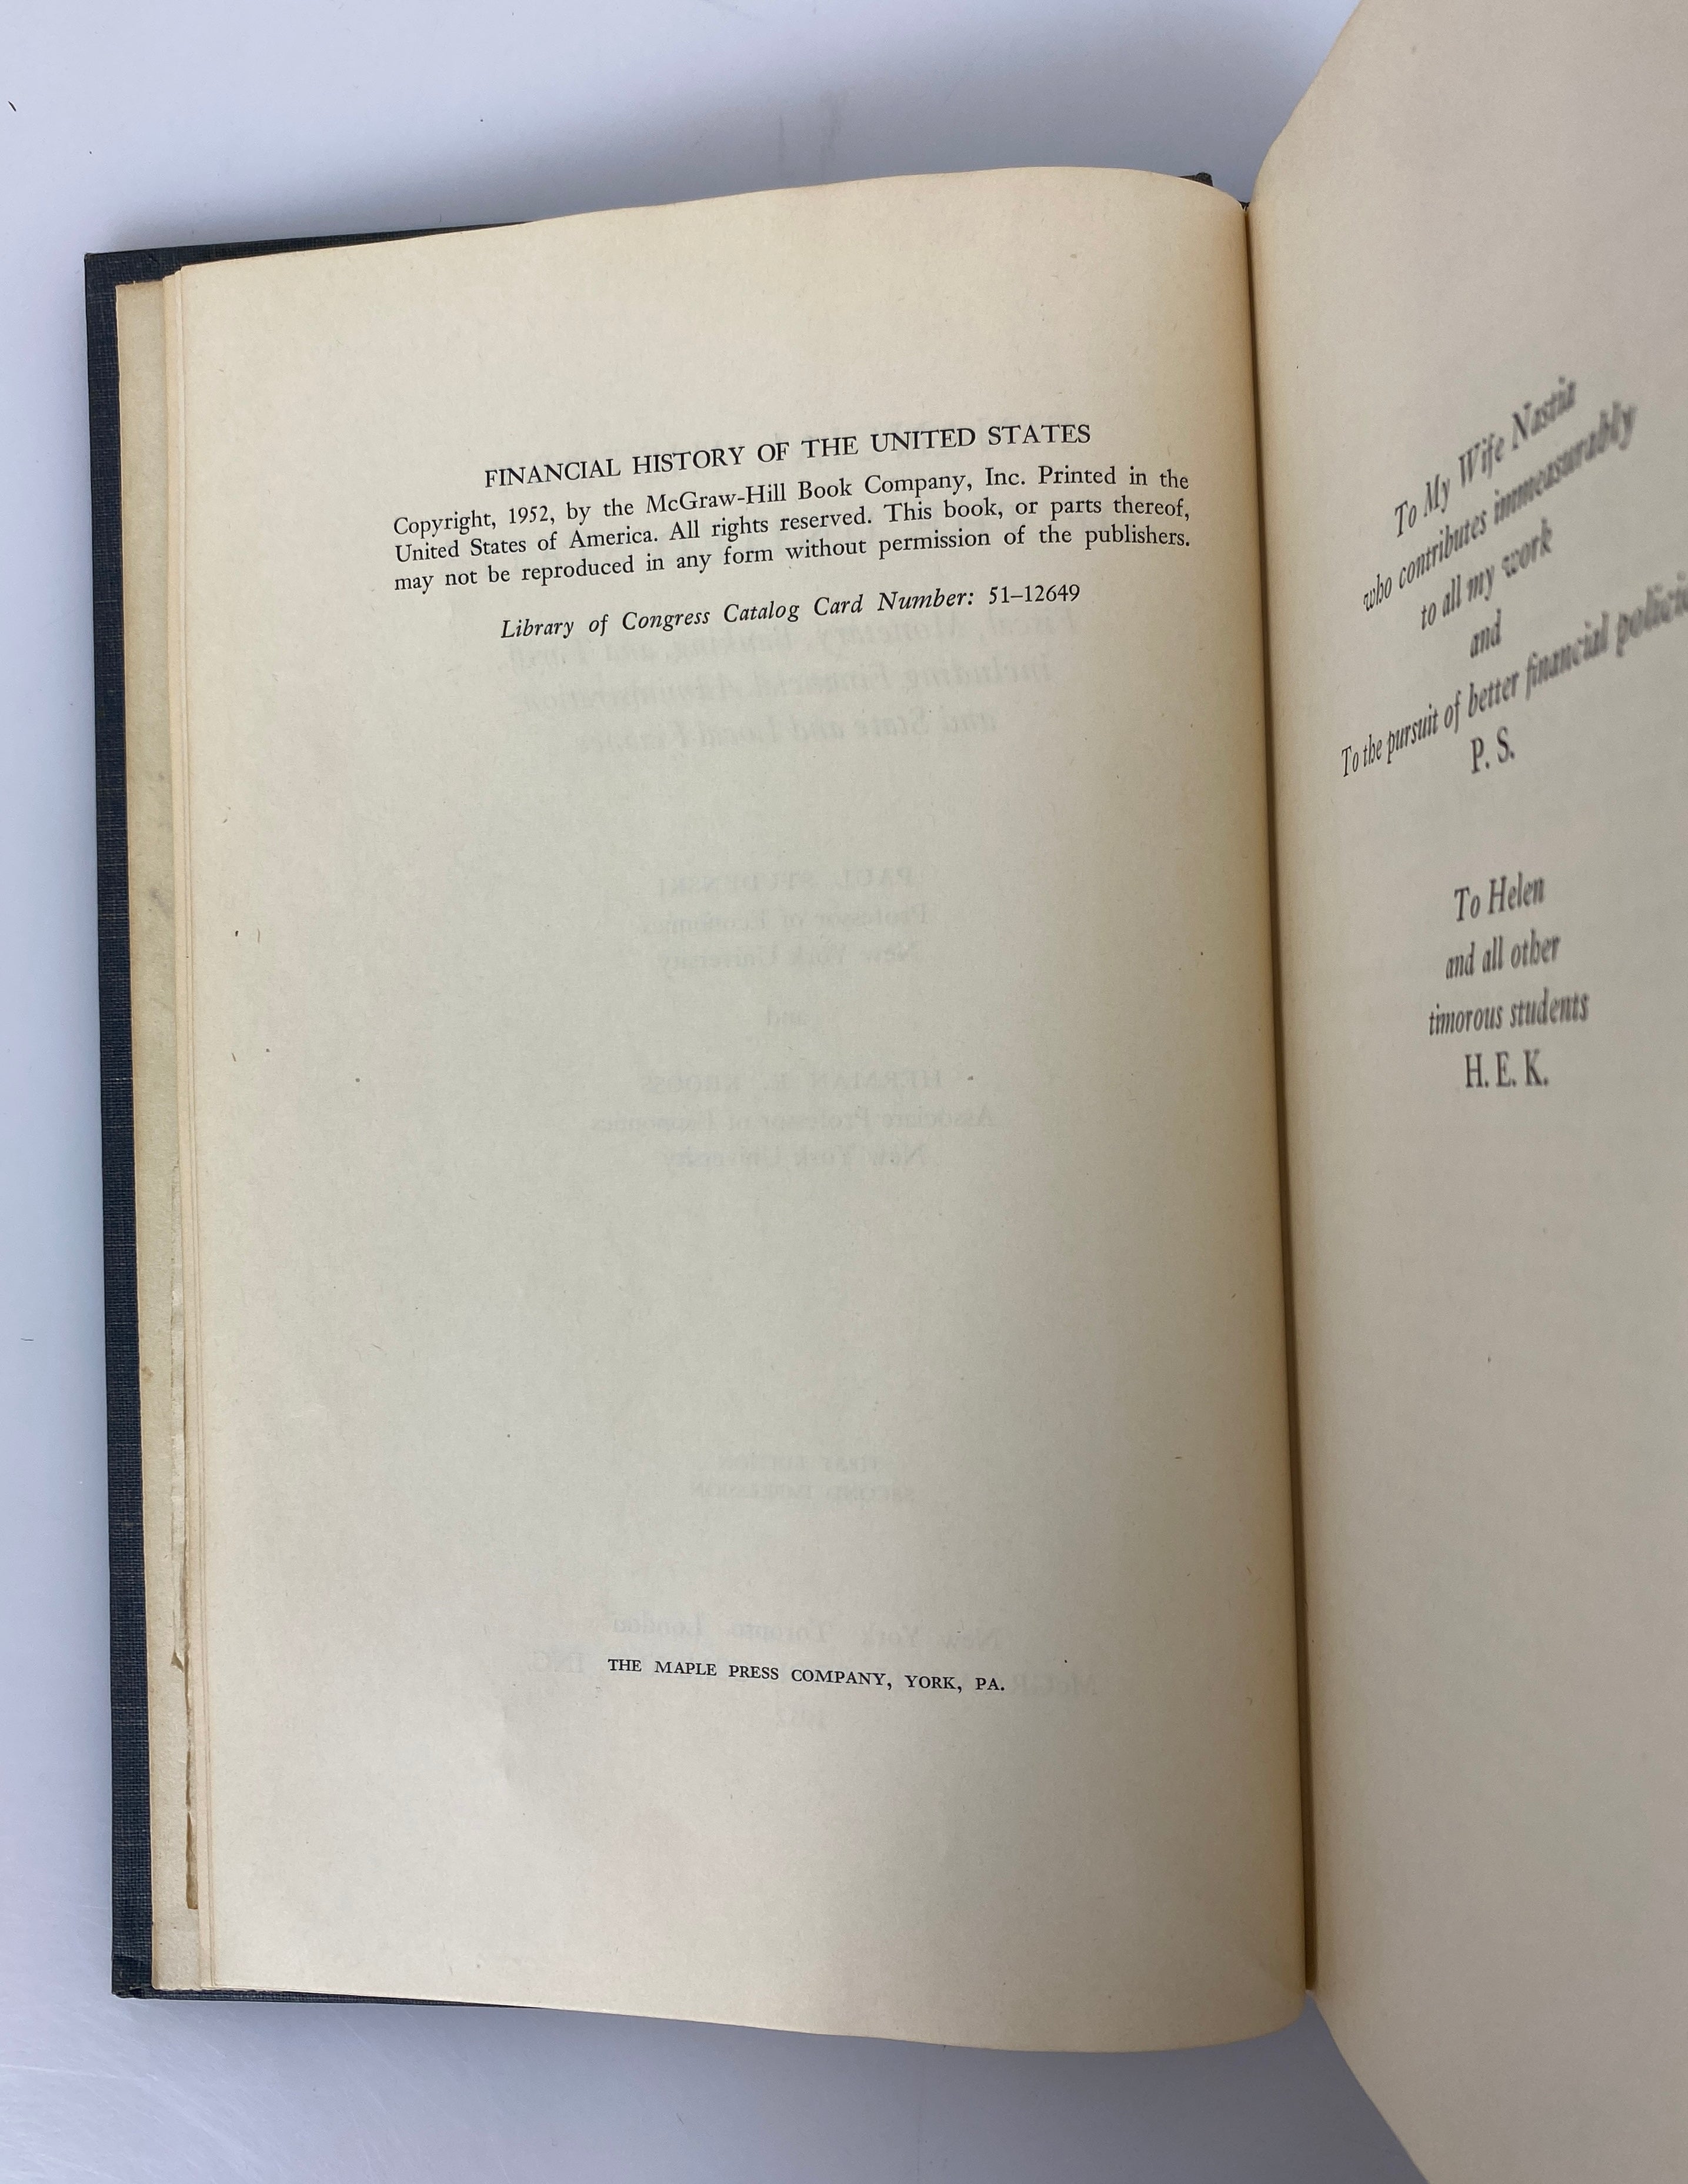 FINANCIAL HISTORY OF THE UNITED STATES
Copyright, 1952, by the McGraw-Hill Book Company, Inc. Printed in the
United States of America. All rights reserved. This book, or parts thereof,
may not be reproduced in any form without permission of the publishers.
Library of Congress Catalog Card Number: 51–12649
THE MAPLE PRESS COMPANY, YORK, PA.
To My Wife Nastia
who contributes immeasurably
to all my work
and
To the pursuit of better financial
P. S.
To Helen
and all other
timorous students
H. E. K.